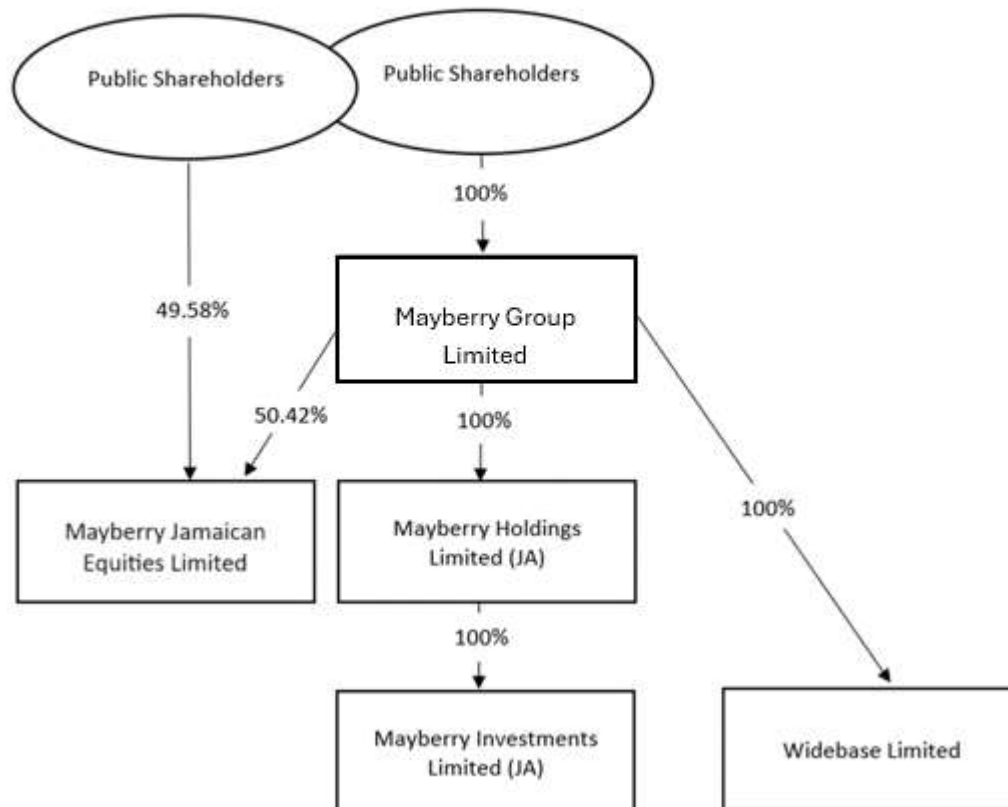 Public Shareholders
Public Shareholders
100%
Mayberry Group
Limited
49.58%
50.42%
100%
Mayberry Jamaican
Equities Limited
Mayberry Holdings
Limited (JA)
100%
100%
Mayberry Investments
Limited (JA)
Widebase Limited